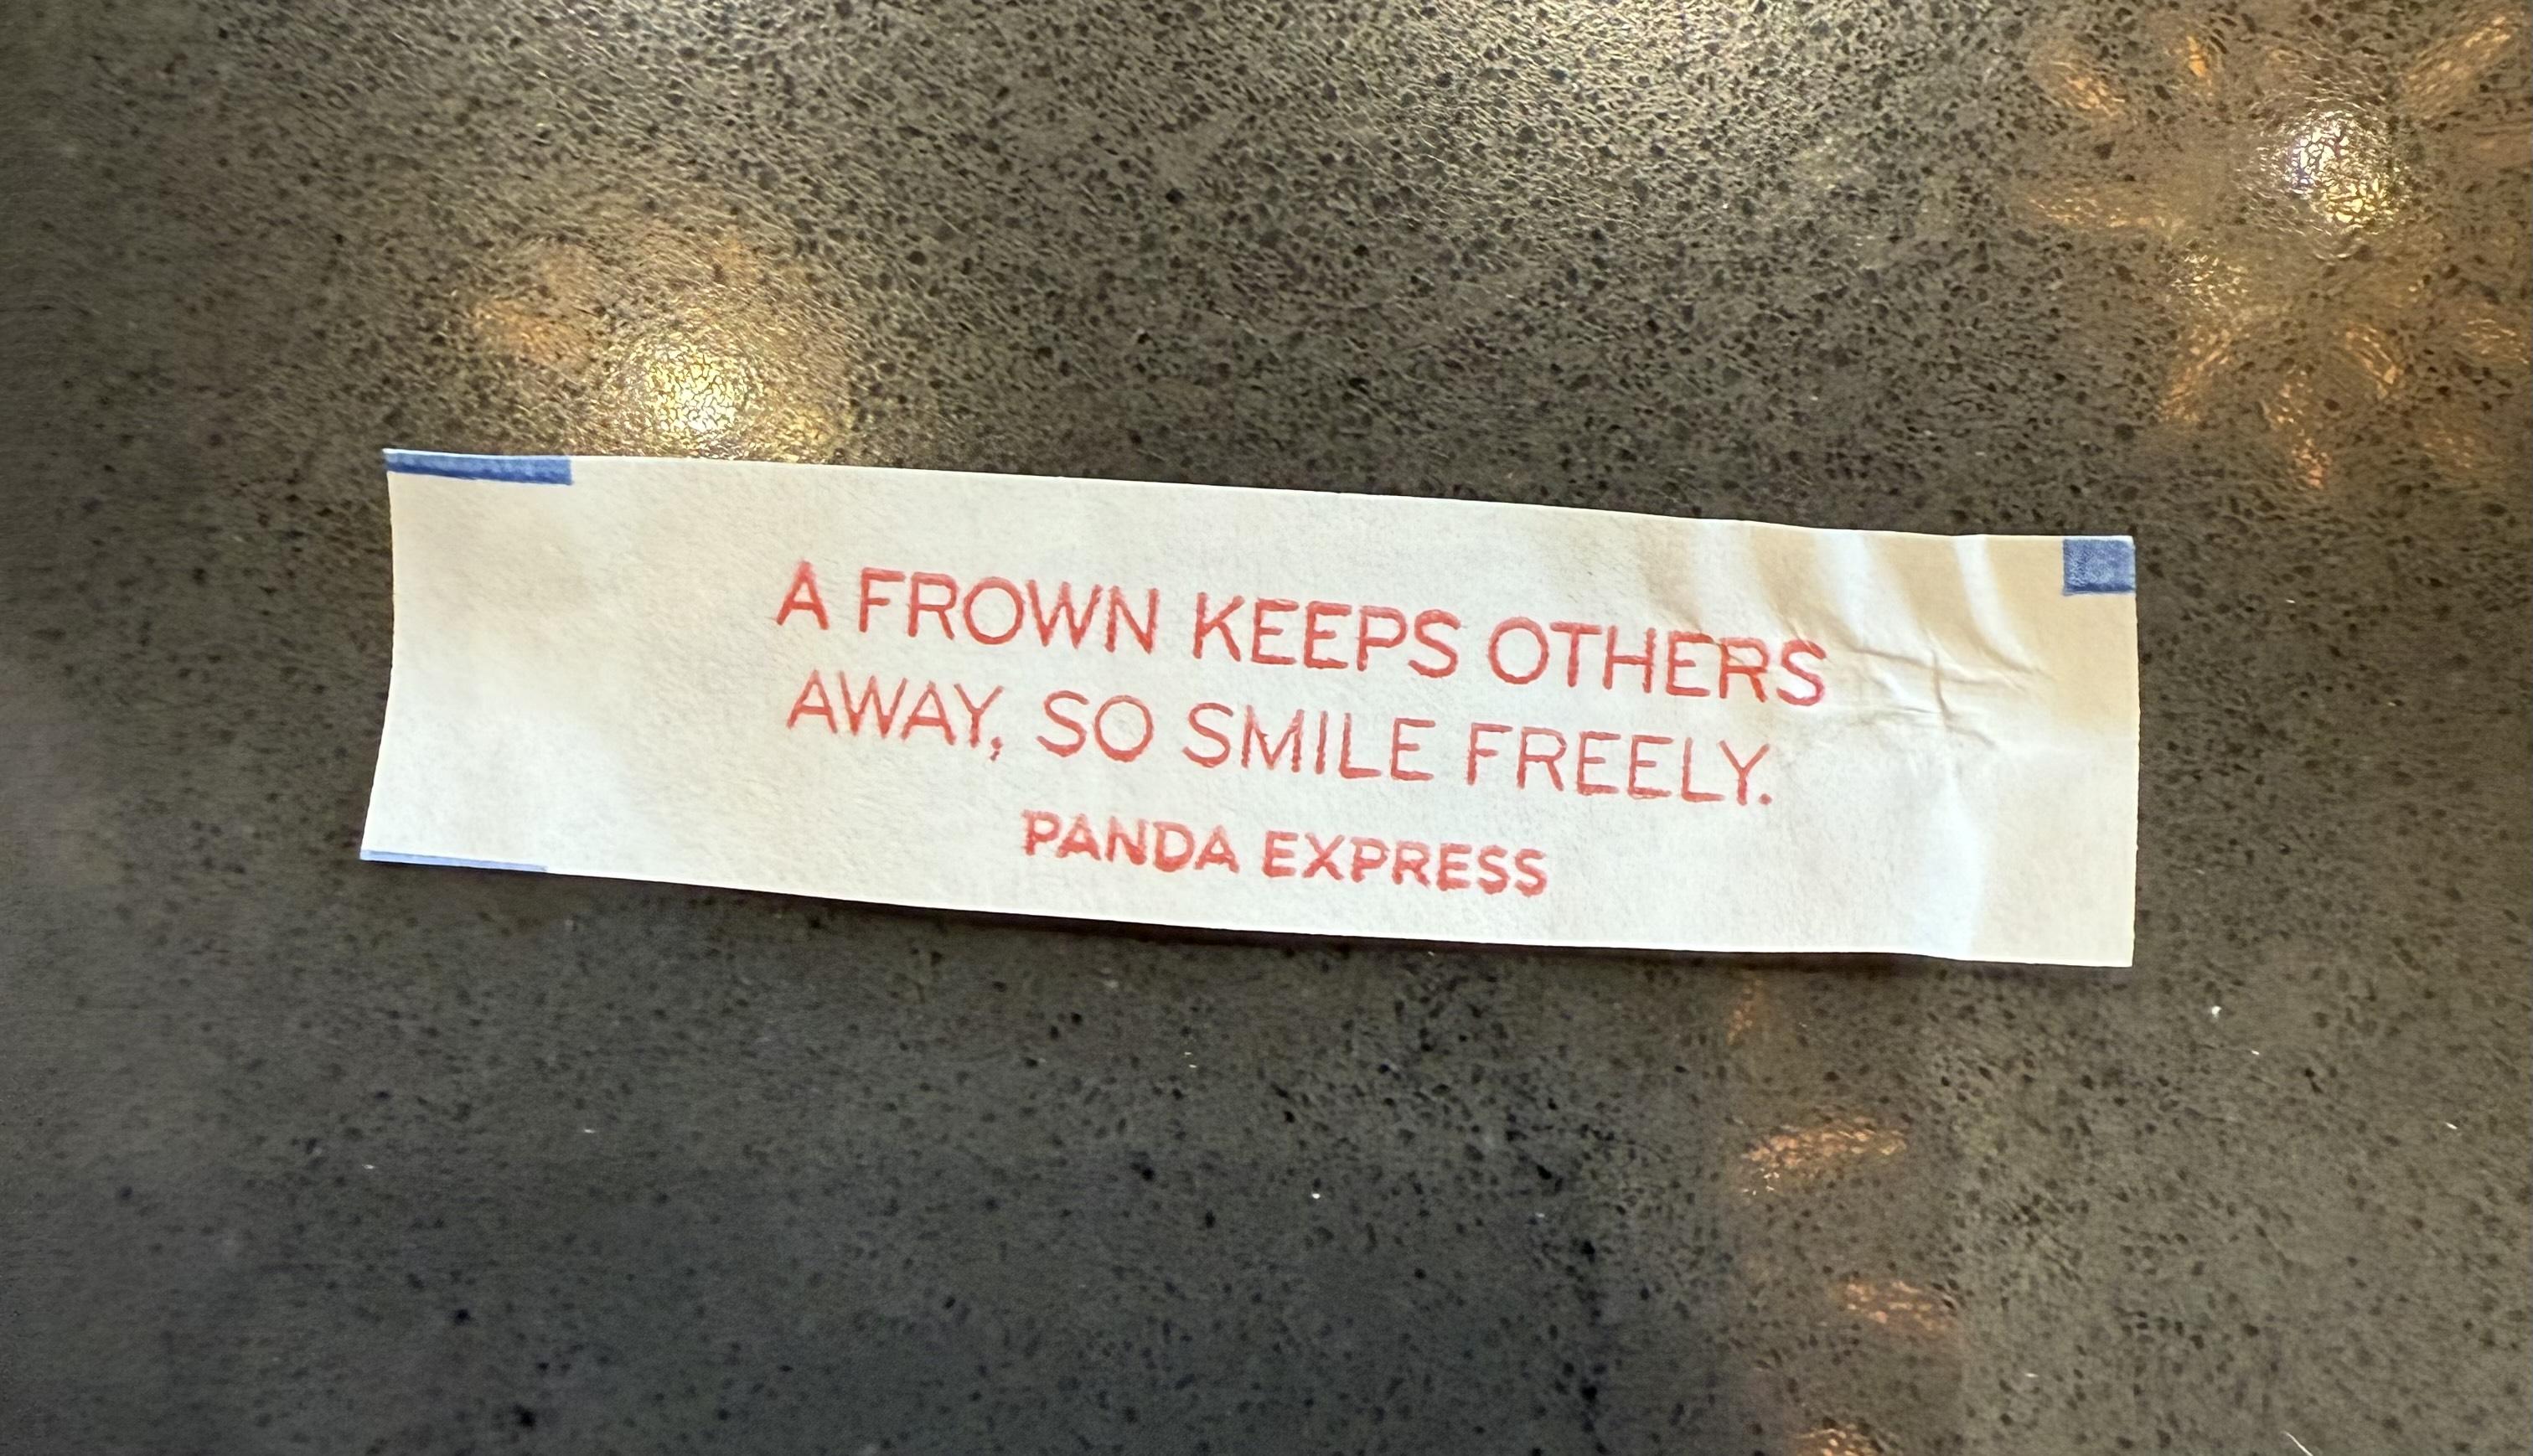 A FROWN KEEPS OTHERS
AWAY, SO SMILE FREELY.
PANDA EXPRESS